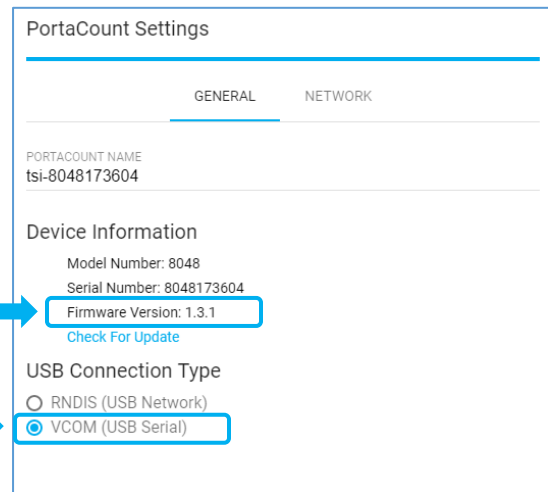 PortaCount Settings
GENERAL NETWORK
PORTACOUNT NAME
tsi-8048173604
Device Information
Model Number: 8048
Serial Number: 8048173604
Firmware Version: 1.3.1
Check For Update
USB Connection Type
RNDIS (USB Network)
VCOM (USB Serial)